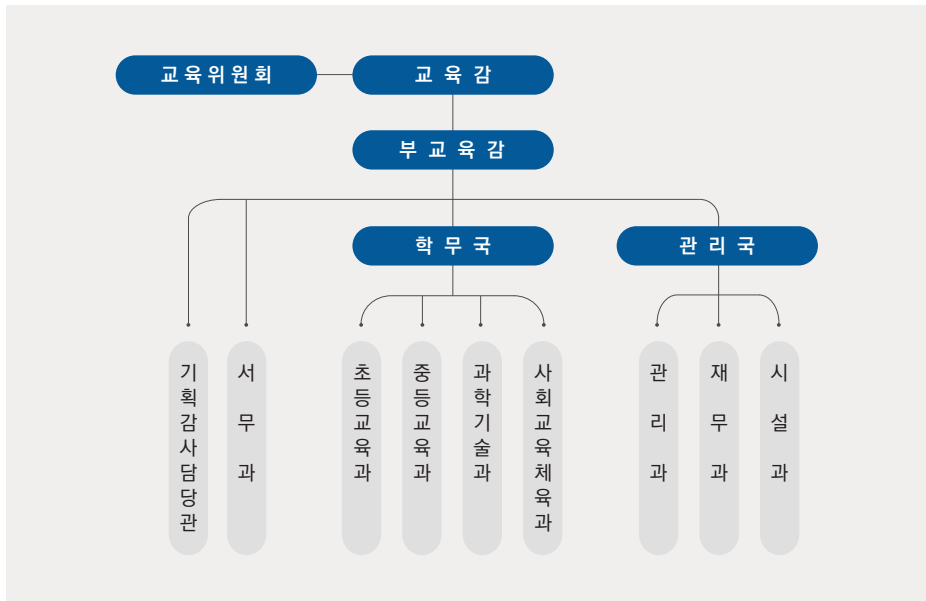 교육위원회
교육감
부교육감
학무국
관리국
기획감사담당관
서무과
초등교육과
중등교육과
과학기술과
사회교육체육과
관리과
재무과
시설과